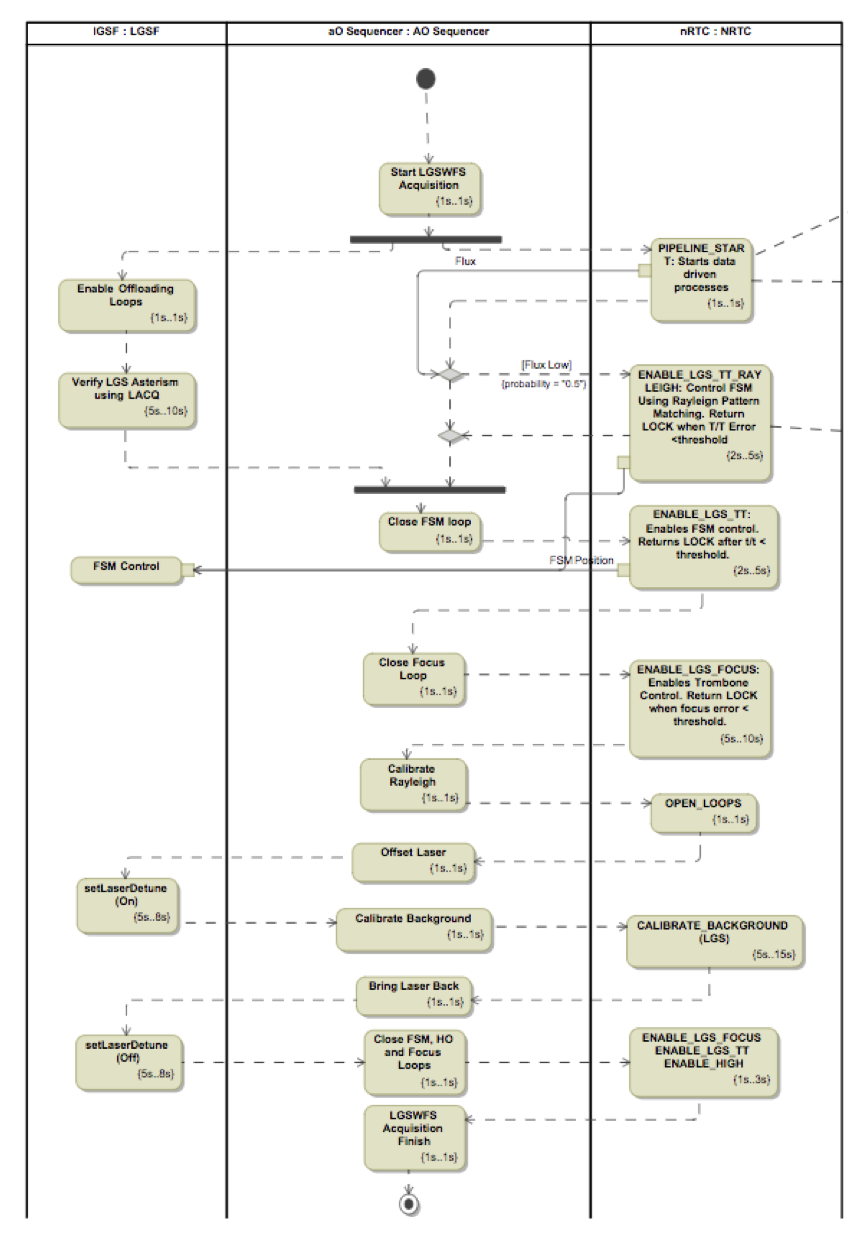 lGSF : LGSF
aO Sequencer : AO Sequencer
nRTC : NRTC
Start LGSWFS
Acquisition
{1s..1s}
PIPELINE_STAR
T: Starts data
driven
processes
{1s..1s}
Flux
Enable Offloading
Loops
{1s..1s}
Verify LGS Asterism
using LACQ
{5s..10s}
[Flux Low]
{probability = "0.5"}
ENABLE_LGS_TT_RAY
LEIGH: Control FSM
Using Rayleign Pattern
Matching. Return
LOCK when T/T Error
<threshold
{2s..5s}
Close FSM loop
{1s..1s}
ENABLE_LGS_TT:
Enables FSM control.
Returns LOCK after t/t <
threshold.
{2s..5s}
FSM Control
FSM Position
Close Focus
Loop
{1s..1s}
ENABLE_LGS_FOCUS:
Enables Trombone
Control. Return LOCK
when focus error <
threshold.
{5s..10s}
Calibrate
Rayleigh
{1s..1s}
OPEN_LOOPS
{1s..1s}
Offset Laser
{1s..1s}
setLaserDetune
(On)
{5s..8s}
Calibrate Background
{1s..1s}
CALIBRATE_BACKGROUND
(LGS)
{5s..15s}
Bring Laser Back
{1s..1s}
setLaserDetune
(Off)
{5s..8s}
Close FSM, HO
and Focus
Loops
{1s..1s}
ENABLE_LGS_FOCUS
ENABLE_LGS_TT
ENABLE_HIGH
{1s..3s}
LGSWFS
Acquisition
Finish
{1s..1s}